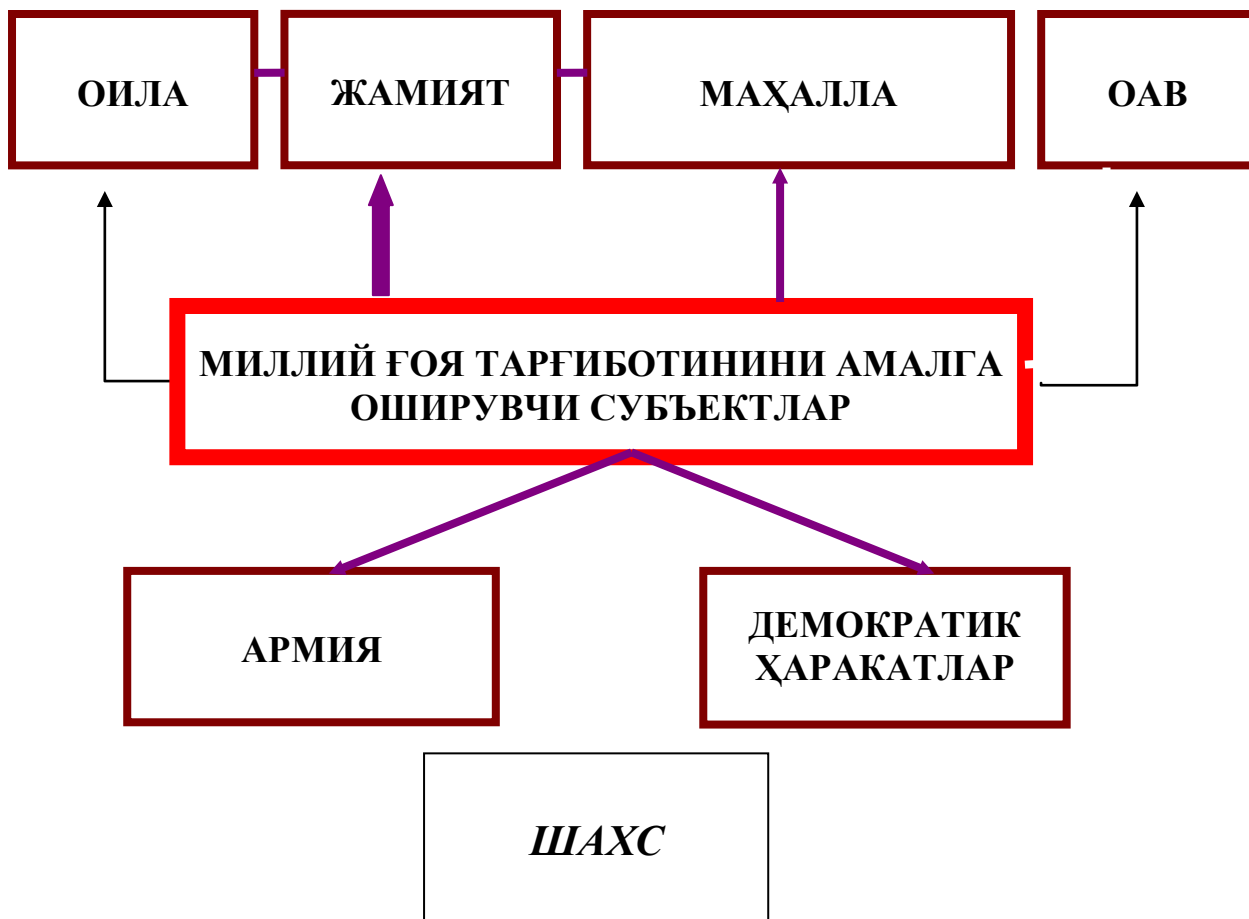 ОИЛА
ЖАМИЯТ
МАҲАЛЛА
ОАВ
МИЛЛИЙ ҒОЯ ТАРҒИБОТИНИНИ АМАЛГА
ОШИРУВЧИ СУБЪЕКТЛАР
АРМИЯ
ДЕМОКРАТИК
ҲАРАКАТЛАР
ШАХС